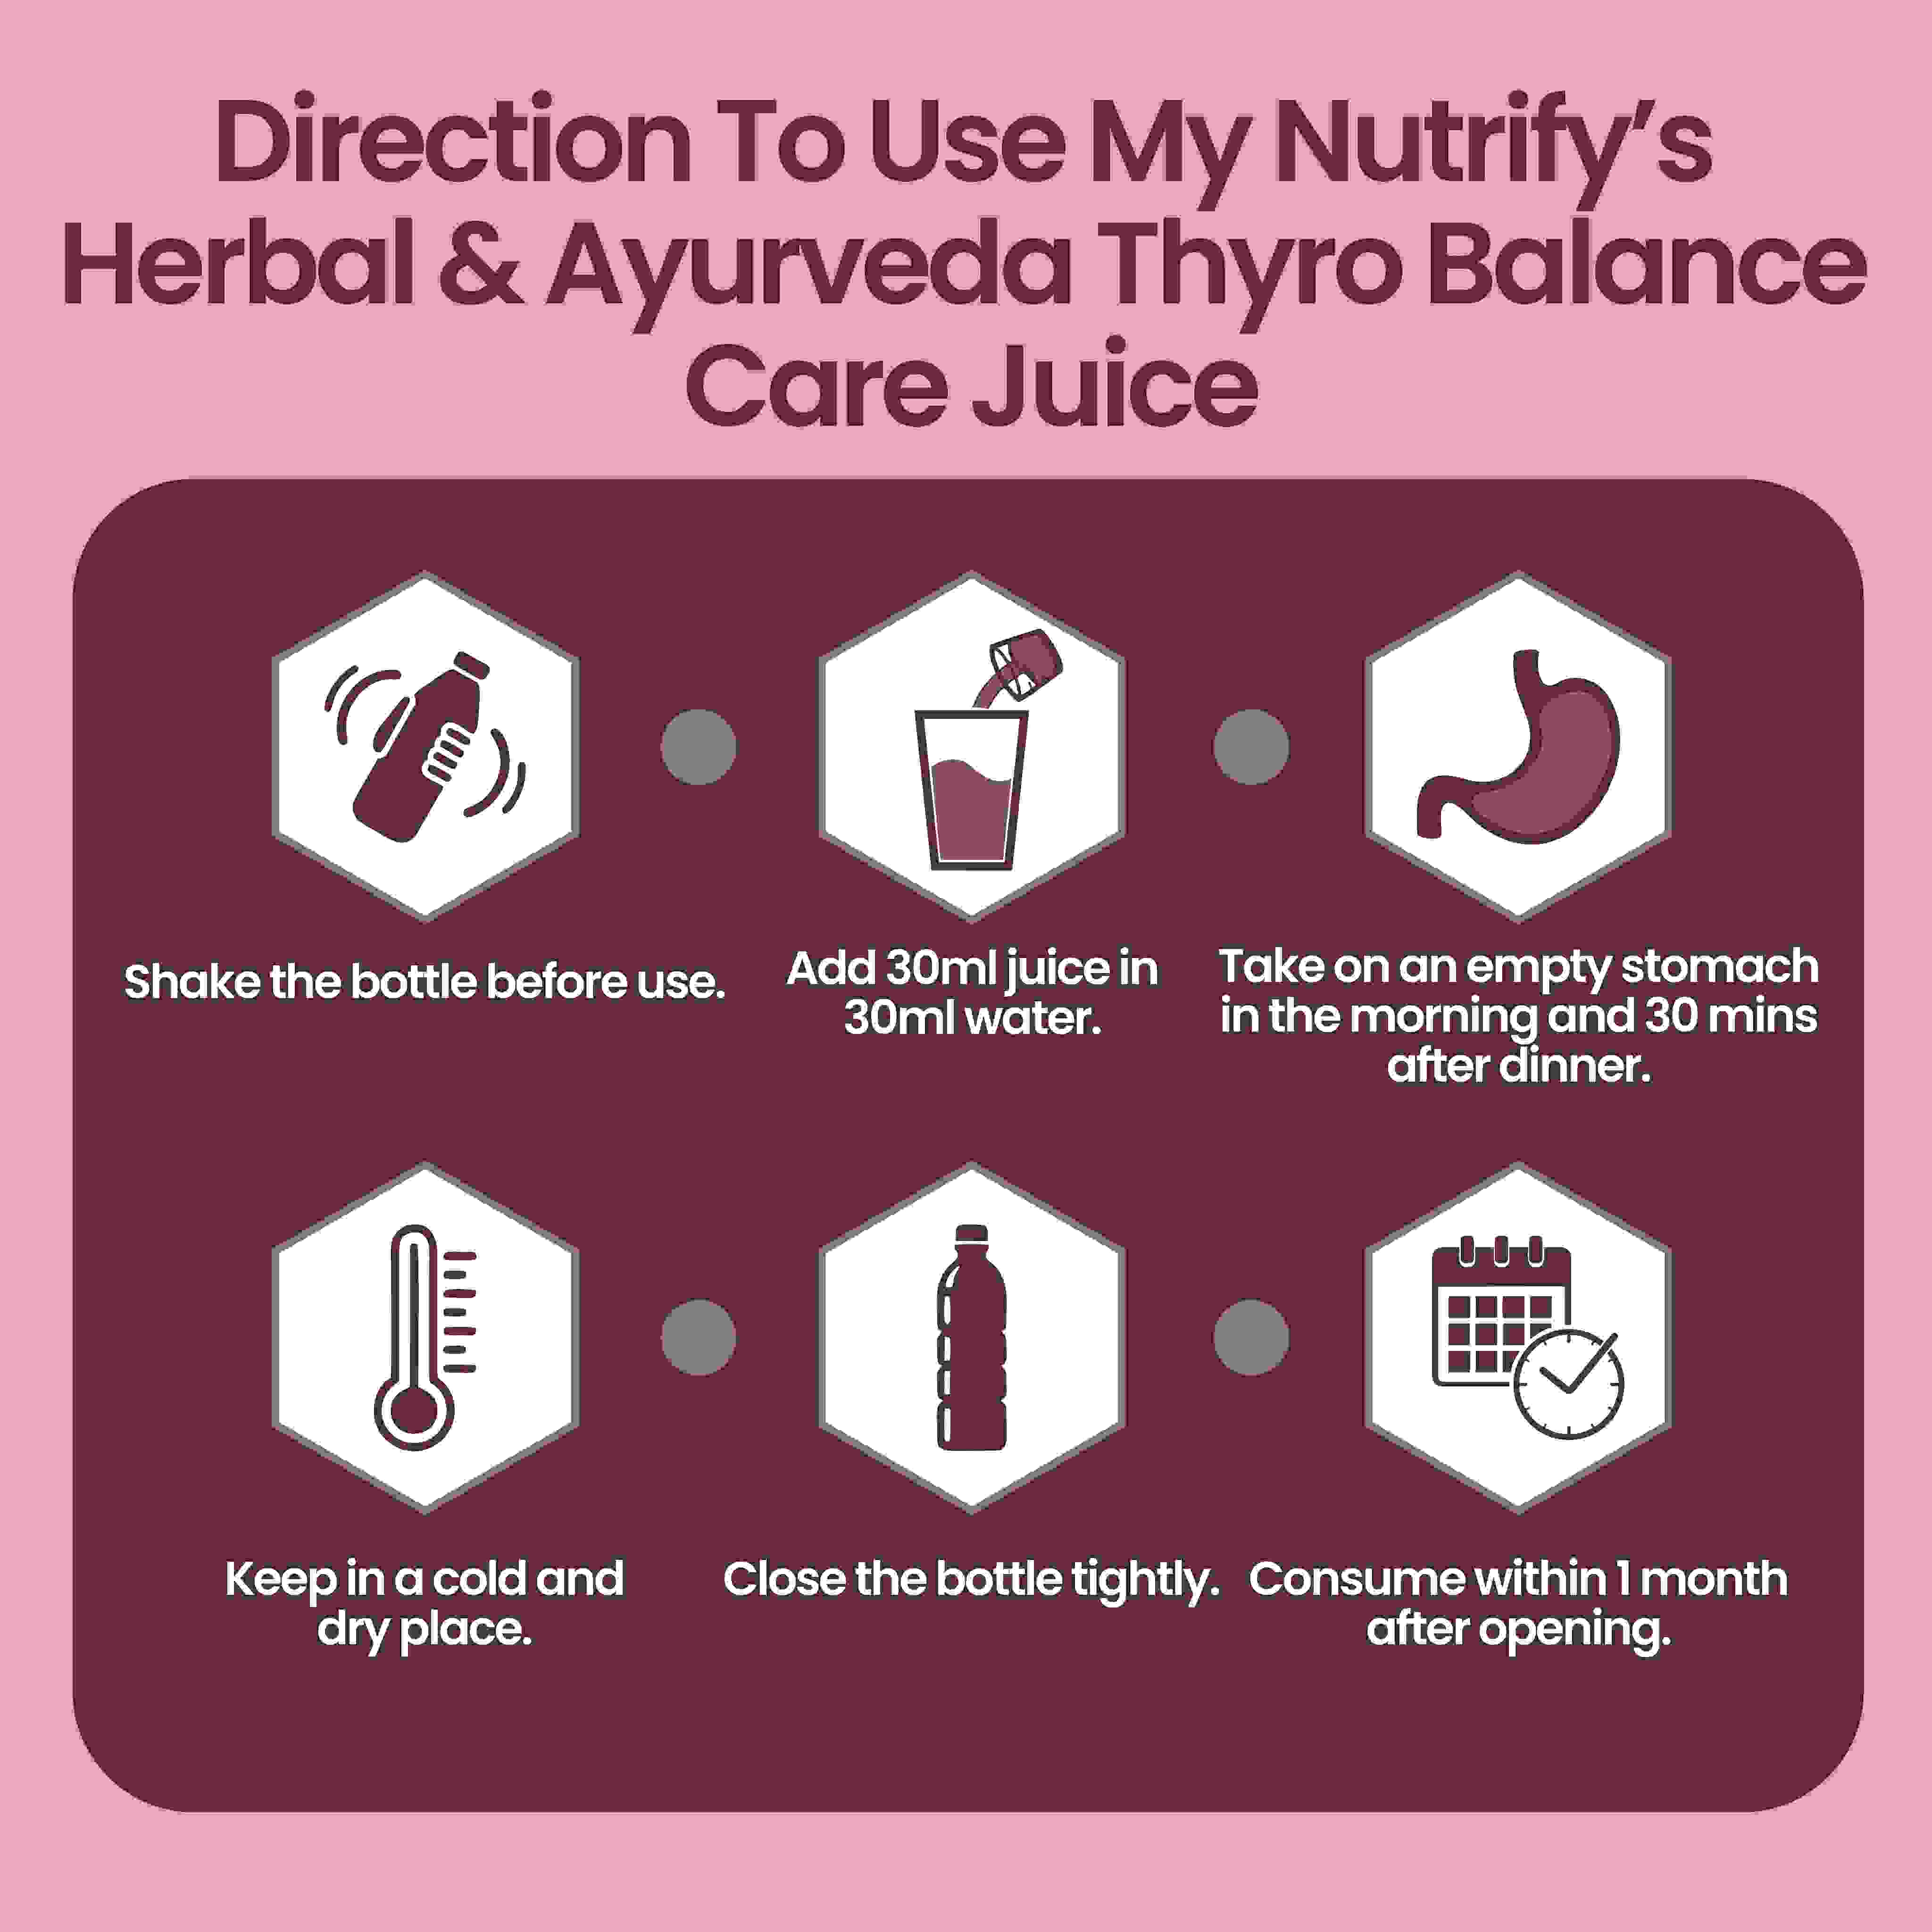 Direction To Use My Nutrify’s
Herbal & Ayurveda Thyro Balance
Care Juice
Shake the bottle before use.
Add 30ml juice in
30ml water.
Take on an empty stomach
in the morning and 30 mins
after dinner.
Keep in a cold and
dry place.
Close the bottle tightly.
Consume within 1 month
after opening.